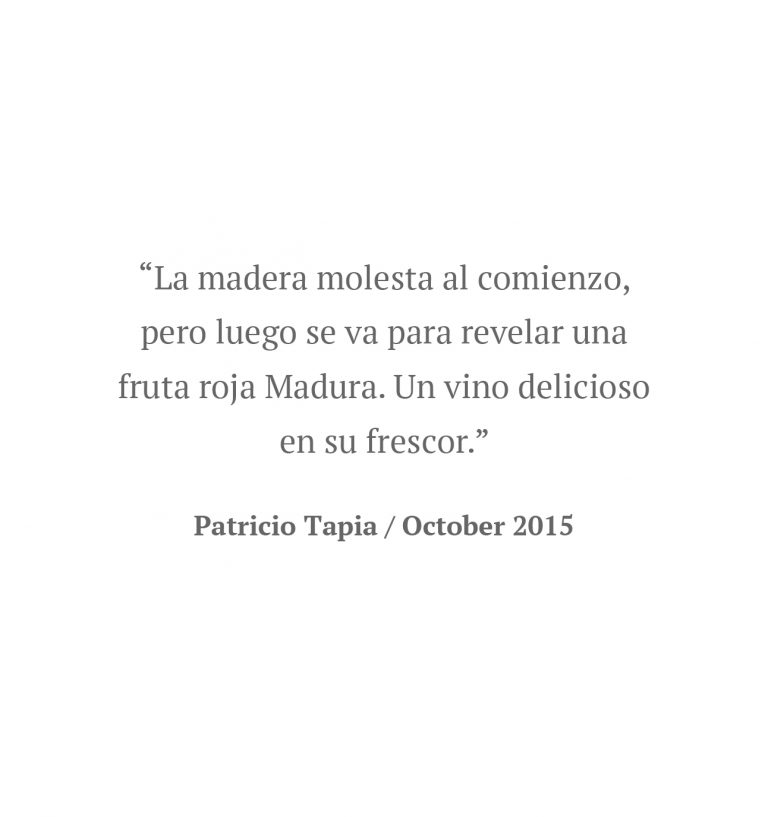 “La madera molesta al comienzo,
pero luego se va para revelar una
fruta roja Madura. Un vino delicioso
en su frescor.”
Patricio Tapia / October 2015